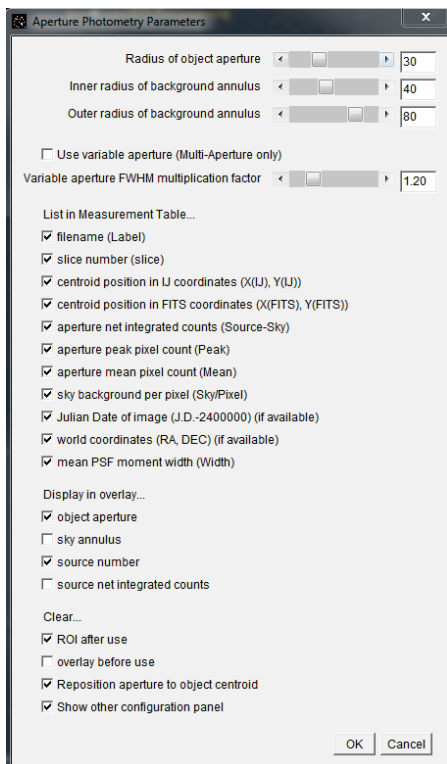 Aperture Photometry Parameters
x
Radius of object aperture 30
Inner radius of background annulus 40
Outer radius of background annulus 80
Use variable aperture (Multi-Aperture only)
Variable aperture FWHM multiplication factor 1.20
List in Measurement Table...
filename (Label)
slice number (slice)
centroid position in IJ coordinates (X(IJ), Y(IJ))
centroid position in FITS coordinates (X(FITS), Y(FITS))
aperture net integrated counts (Source-Sky)
aperture peak pixel count (Peak)
aperture mean pixel count (Mean)
sky background per pixel (Sky/Pixel)
Julian Date of image (J.D.-2400000) (if available)
world coordinates (RA, DEC) (if available)
mean PSF moment width (Width)
Display in overlay...
object aperture
sky annulus
source number
source net integrated counts
Clear...
ROI after use
overlay before use
Reposition aperture to object centroid
Show other configuration panel
OK Cancel